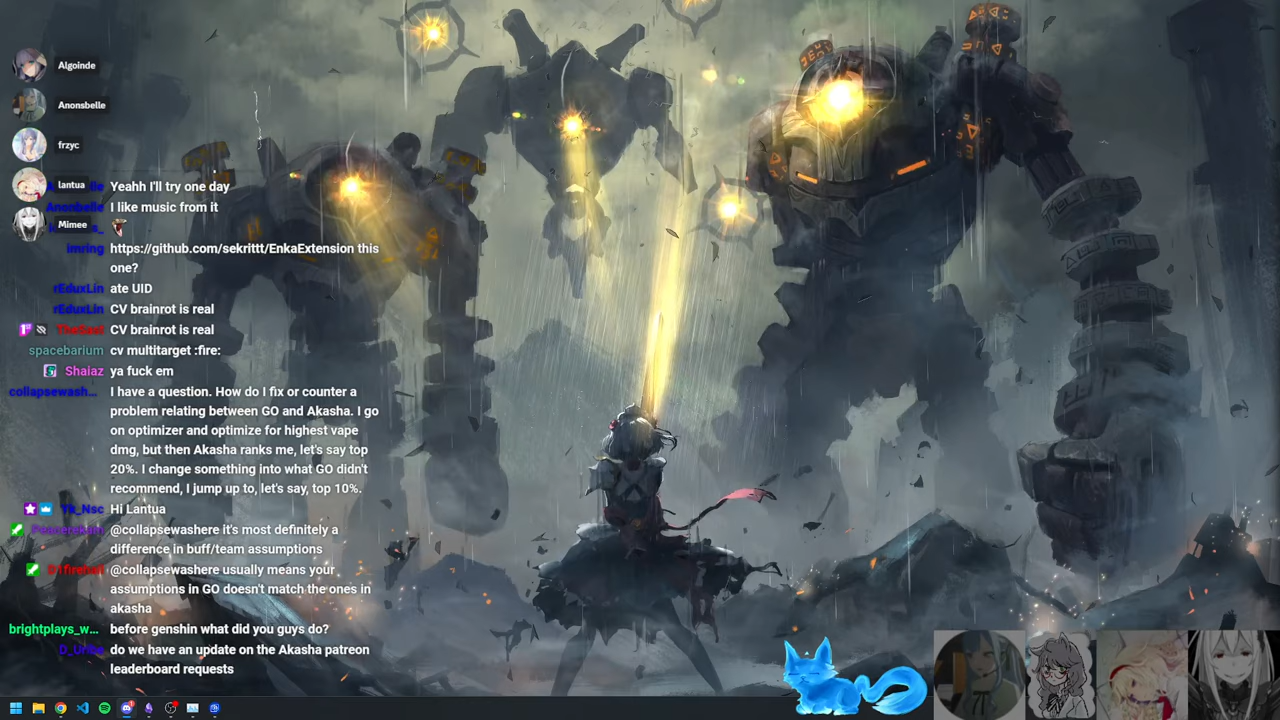 Algoinde
Anonsbelle
frzyc
lantua
Yeahh I'll try one day
I like music from it
Mimee
imring https://github.com/sekrittt/EnkaExtension this
one?
rEduxLin ate UID
rEduxLin CV brainrot is real
CV brainrot is real
spacebarium cv multitarget :fire:
Shaiaz ya fuck em
collapsewash... I have a question. How do I fix or counter a
problem relating between GO and Akasha. I go
on optimizer and optimize for highest vape
dmg, but then Akasha ranks me, let's say top
20%. I change something into what GO didn't
recommend, I jump up to, let's say, top 10%.
Hi Lantua
@collapsewashere it's most definitely a
difference in buff/team assumptions
@collapsewashere usually means your
assumptions in GO doesn't match the ones in
akasha
brightplays_w... before genshin what did you guys do?
do we have an update on the Akasha patreon
leaderboard requests